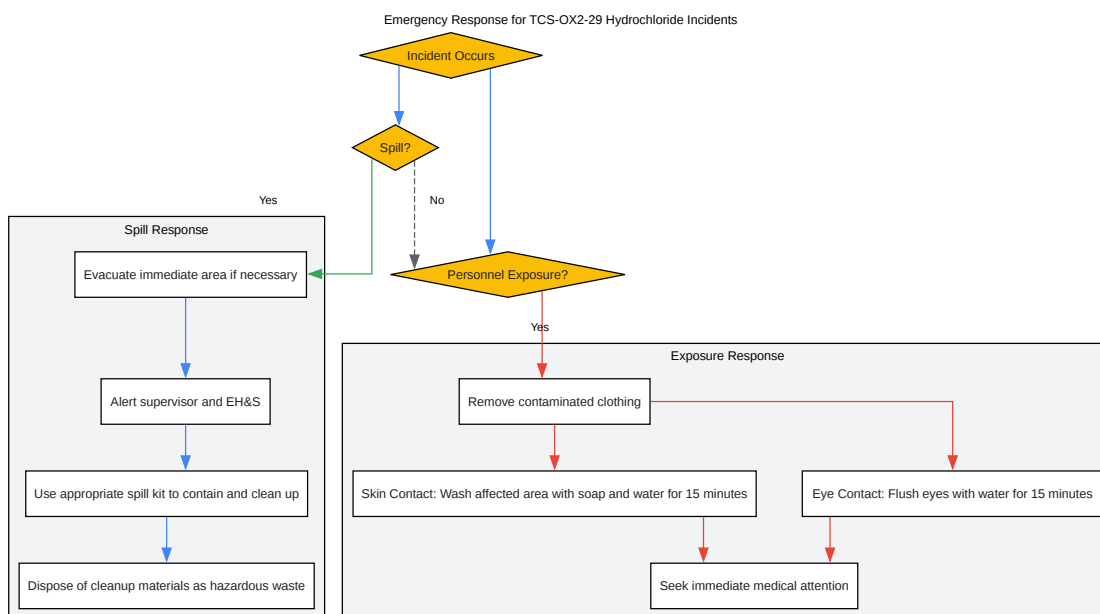 Emergency Response for TCS-OX2-29 Hydrochloride Incidents
Incident Occurs
Spill?
Yes
No
Spill Response
Evacuate immediate area if necessary
Personnel Exposure?
Yes
Exposure Response
Alert supervisor and EH&S
Remove contaminated clothing
Use appropriate spill kit to contain and clean up
Skin Contact: Wash affected area with soap and water for 15 minutes
Eye Contact: Flush eyes with water for 15 minutes
Dispose of cleanup materials as hazardous waste
Seek immediate medical attention